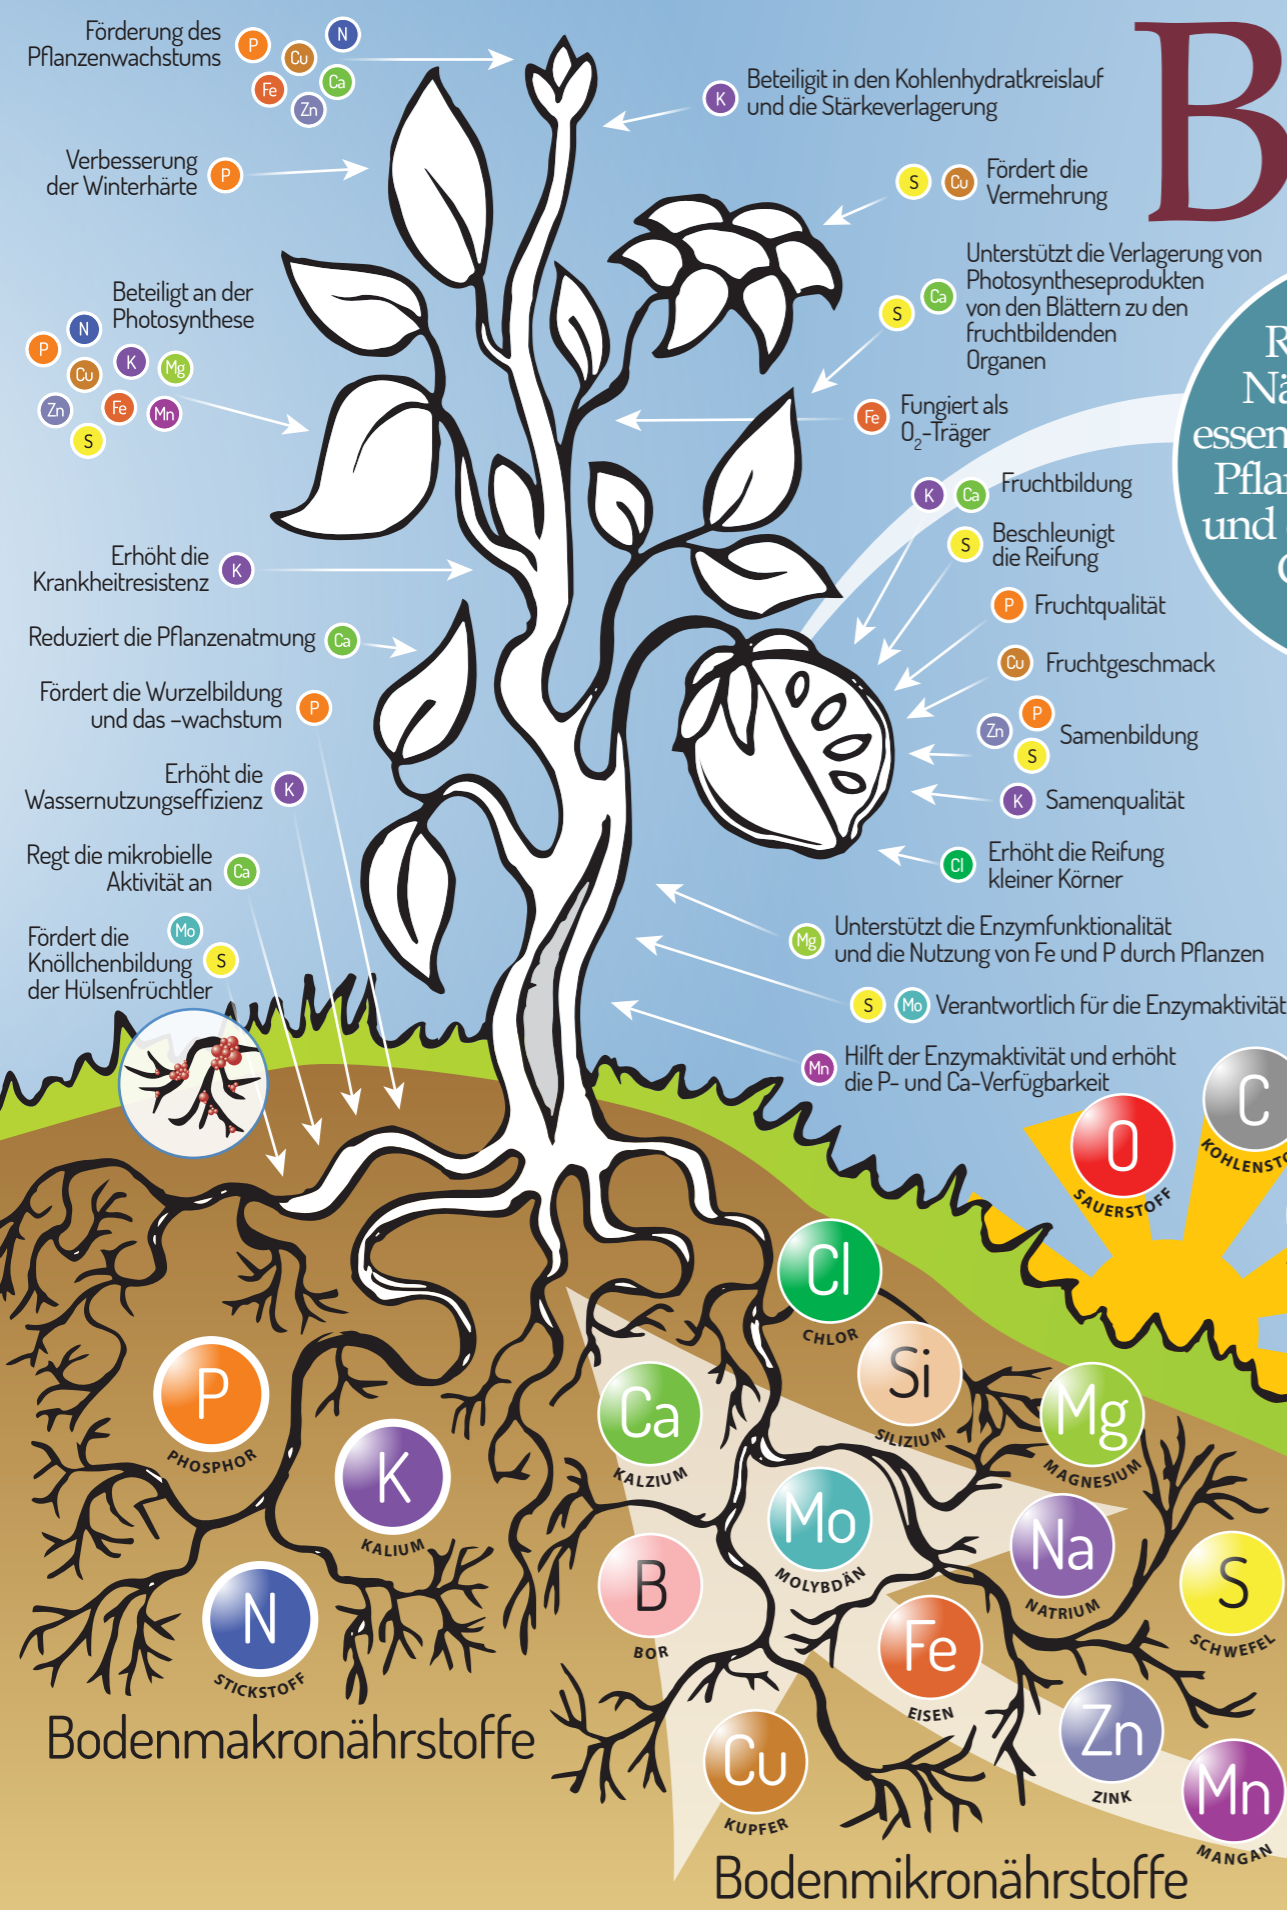 Förderung des
Pflanzenwachstums
P
Cu
N
Fe
Zn
Ca
Verbesserung
der Winterhärte
P
Beteiligt an der
Photosynthese
P
N
Cu
K
Mg
Zn
Fe
Mn
S
Erhöht die
Krankheitresistenz
K
Reduziert die Pflanzenatmung
Ca
Fördert die Wurzelbildung
und das –wachstum
P
Erhöht die
Wassernutzungseffizienz
K
Regt die mikrobielle
Aktivität an
Ca
Fördert die
Knöllchenbildung
der Hülsenfrüchtler
Mo
S
K
Beteiligit in den Kohlenhydratkreislauf
und die Stärkeverlagerung
B
S
Cu
Fördert die
Vermehrung
S
Ca
Unterstützt die Verlagerung von
Photosyntheseprodukten
von den Blättern zu den
fruchtbildenden
Organen
Fe
Fungiert als
O₂-Träger
K
Ca
Fruchtbildung
S
Beschleunigt
die Reifung
P
Fruchtqualität
Cu
Fruchtgeschmack
Zn
P
S
Samenbildung
K
Samenqualität
Cl
Erhöht die Reifung
kleiner Körner
Mg
Unterstützt die Enzymfunktionalität
und die Nutzung von Fe und P durch Pflanzen
S
Mo
Verantwortlich für die Enzymaktivität
Mn
Hilft der Enzymaktivität und erhöht
die P- und Ca-Verfügbarkeit
R
Nä
essen
Pflan
und
O
SAUERSTOFF
C
KOHLENSTO
Cl
CHLOR
Si
SILIZIUM
Mg
MAGNESIUM
Ca
KALZIUM
Mo
MOLYBDÄN
Na
NATRIUM
S
SCHWEFEL
B
BOR
Fe
EISEN
Zn
ZINK
Cu
KUPFER
Mn
MANGAN
P
PHOSPHOR
K
KALIUM
N
STICKSTOFF
Bodenmakronährstoffe
Bodenmikronährstoffe